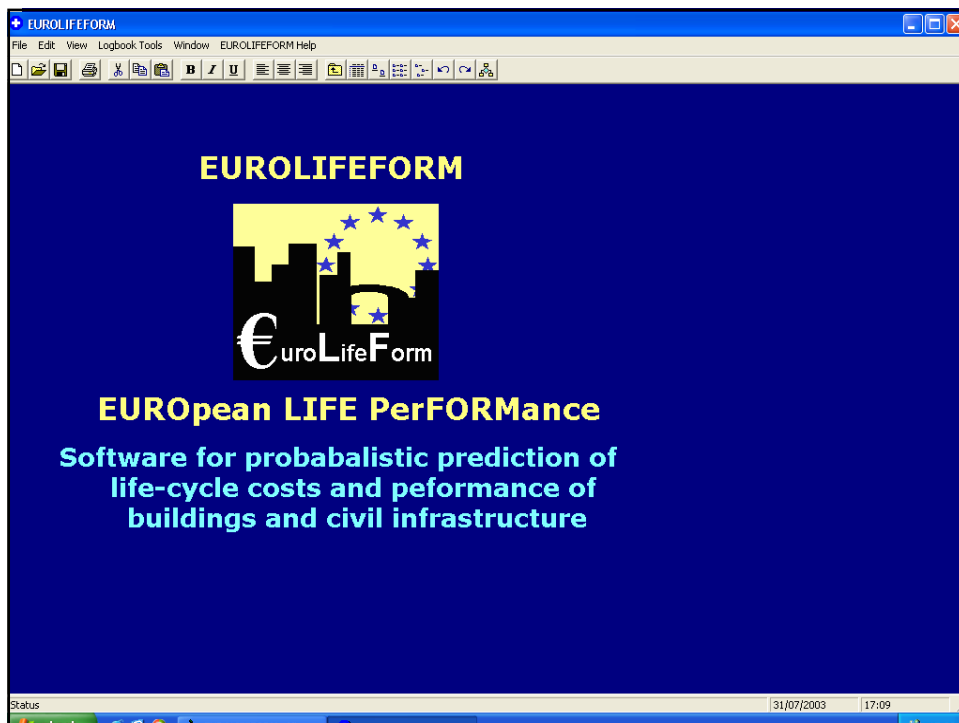 EUROLIFEFORM
File Edit View Logbook Tools Window EUROLIFEFORM Help
B I U
EUROLIFEFORM
€uroLifeForm
EUROpean LIFE PerFORMance
Software for probabalistic prediction of
life-cycle costs and peformance of
buildings and civil infrastructure
Status 31/07/2003 17:09